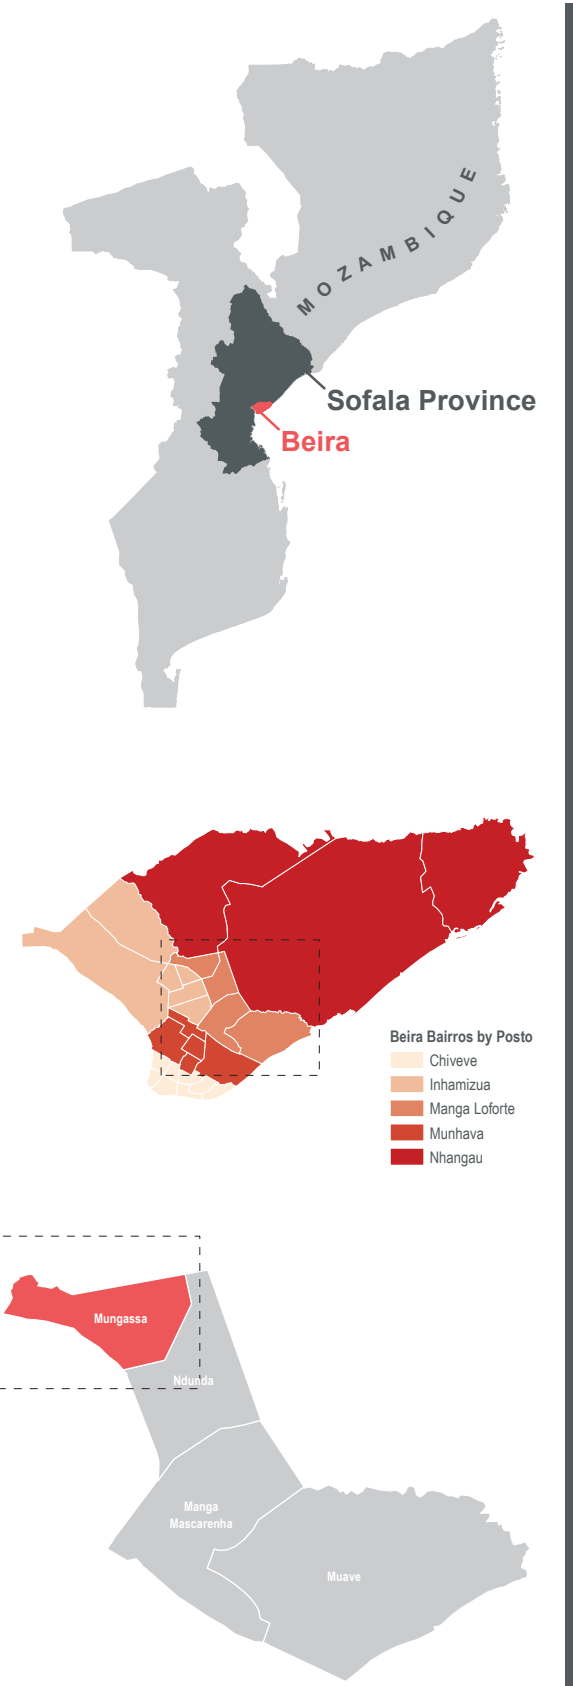 MOZAMBIQUE
Sofala Province
Beira
Beira Bairros by Posto
Chiveve
Inhamizua
Manga Loforte
Munhava
Nhangau
Mungassa
Ndunda
Manga
Mascarenha
Muave